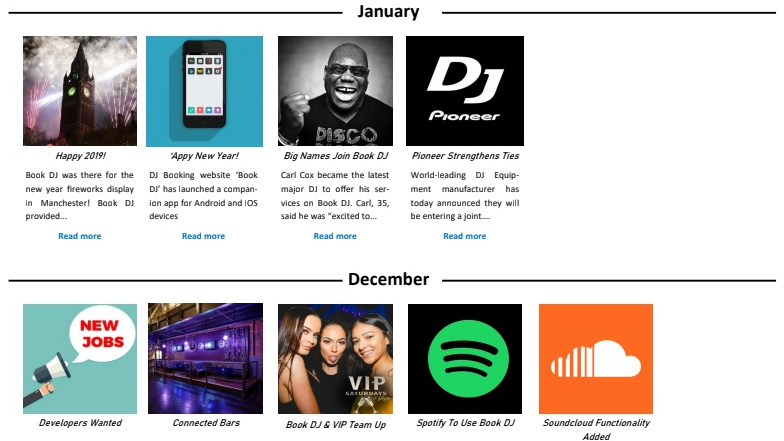 January
DISCO
DJ
Pioneer
Happy 2019!
'Appy New Year!
Big Names Join Book DJ
Pioneer Strengthens Ties
Book DJ was there for the
new year fireworks display
in Manchester! Book DJ
provided...
DJ Booking website 'Book
DJ' has launched a compan-
ion app for Android and IOS
devices
Carl Cox became the latest
major DJ to offer his ser-
vices on Book DJ. Carl, 35,
said he was "excited to...
World-leading DJ Equip-
ment manufacturer has
today announced they will
be entering a joint....
Read more
Read more
Read more
Read more
December
NEW
JOBS
VIP
SATURDAYS
Developers Wanted
Connected Bars
Book DJ & VIP Team Up
Spotify To Use Book DJ
Soundcloud Functionality
Added